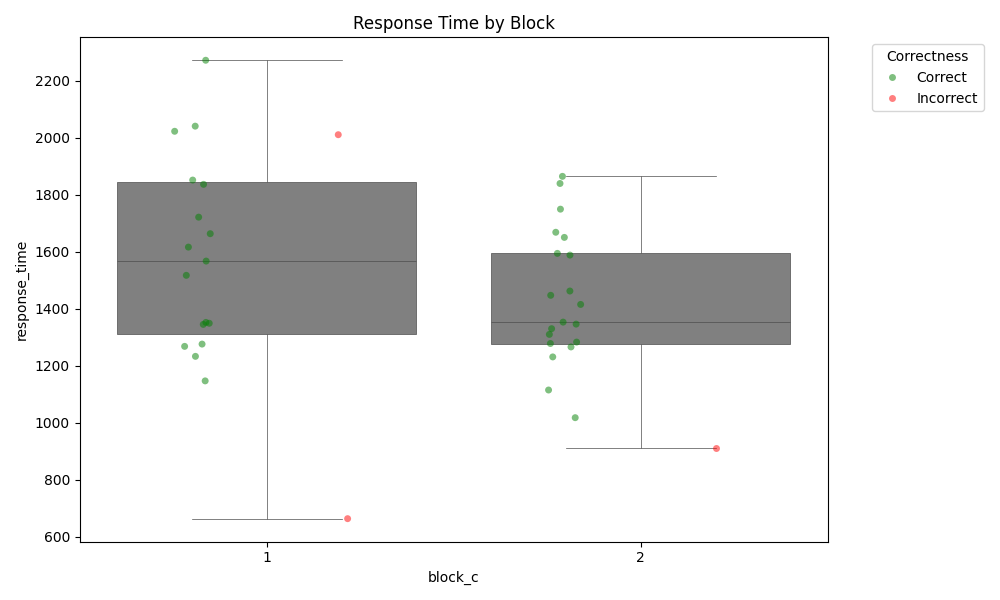 Response Time by Block
Correctness
Correct
Incorrect
response_time
2200
2000
1800
1600
1400
1200
1000
800
600
1 2
block_c